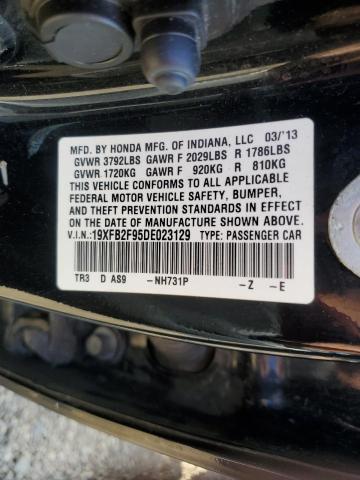 MFD. BY HONDA MFG. OF INDIANA, LLC 03/'13
GVWR 3792LBS GAWR F 2029LBS R 1786LBS
GVWR 1720KG GAWR F 920KG R 810KG
THIS VEHICLE CONFORMS TO ALL APPLICABLE
FEDERAL MOTOR VEHICLE SAFETY, BUMPER,
AND THEFT PREVENTION STANDARDS IN EFFECT
ON THE DATE OF MANUFACTURE SHOWN ABOVE.
V.I.N.: 19XFB2F95DE023129 TYPE: PASSENGER CAR
TR3 D AS9 -NH731P -Z -E